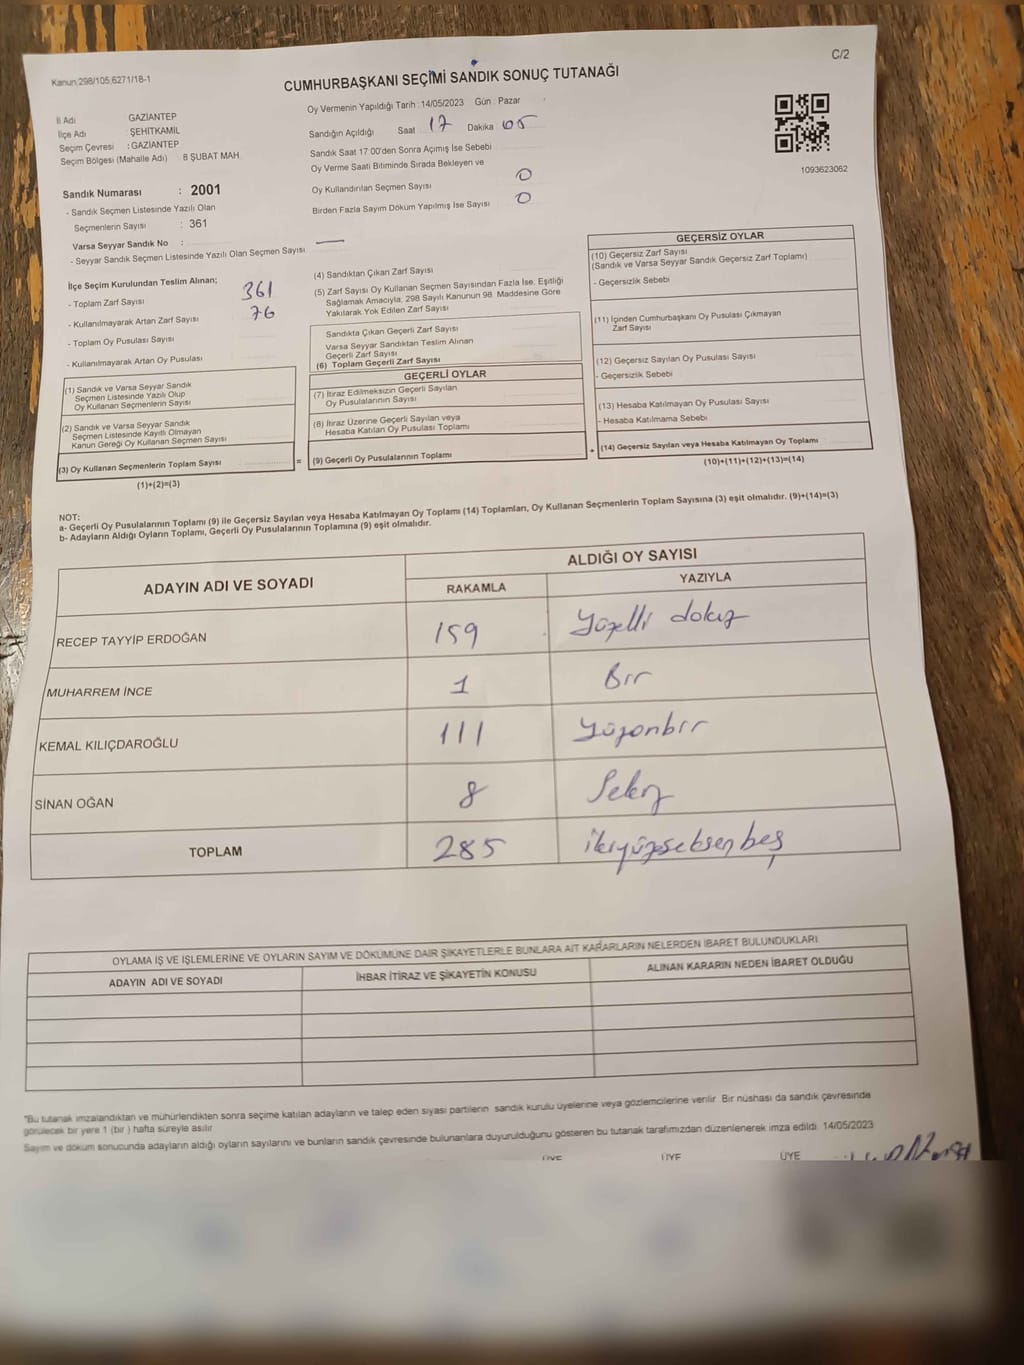 C/2
Kanun:298/105;6271/18-1
CUMHURBAŞKANI SEÇİMİ SANDIK SONUÇ TUTANAĞI
Oy Vermenin Yapıldığı Tarih : 14/05/2023 Gün : Pazar
İl Adı GAZİANTEP
İlçe Adı ŞEHİTKAMİL
Seçim Çevresi : GAZİANTEP
Seçim Bölgesi (Mahalle Adı) : 8 ŞUBAT MAH.
Sandığın Açıldığı Saat 17 Dakika 05
Sandık Saat 17:00'den Sonra Açımış İse Sebebi
Oy Verme Saati Bitiminde Sırada Bekleyen ve
Oy Kullandırılan Seçmen Sayısı 0
Birden Fazla Sayım Döküm Yapılmış İse Sayısı 0
1093623062
Sandık Numarası : 2001
- Sandık Seçmen Listesinde Yazılı Olan
Seçmenlerin Sayısı : 361
Varsa Seyyar Sandık No :
- Seyyar Sandık Seçmen Listesinde Yazılı Olan Seçmen Sayısı : —
İlçe Seçim Kurulundan Teslim Alınan;
- Toplam Zarf Sayısı 361
- Kullanılmayarak Artan Zarf Sayısı 76
- Toplam Oy Pusulası Sayısı
- Kullanılmayarak Artan Oy Pusulası
(1) Sandık ve Varsa Seyyar Sandık
Seçmen Listesinde Yazılı Olup
Oy Kullanan Seçmenlerin Sayısı
(2) Sandık ve Varsa Seyyar Sandık
Seçmen Listesinde Kayıtlı Olmayan
Kanun Gereği Oy Kullanan Seçmen Sayısı
(3) Oy Kullanan Seçmenlerin Toplam Sayısı
=
(1)+(2)=(3)
(4) Sandıktan Çıkan Zarf Sayısı
(5) Zarf Sayısı Oy Kullanan Seçmen Sayısından Fazla İse, Eşitliği
Sağlamak Amacıyla; 298 Sayılı Kanunun 98. Maddesine Göre
Yakılarak Yok Edilen Zarf Sayısı
Sandıkta Çıkan Geçerli Zarf Sayısı
Varsa Seyyar Sandıktan Teslim Alınan
Geçerli Zarf Sayısı
(6) Toplam Geçerli Zarf Sayısı
GEÇERLİ OYLAR
(7) İtiraz Edilmeksizin Geçerli Sayılan
Oy Pusulasının Sayısı
(8) İtiraz Üzerine Geçerli Sayılan veya
Hesaba Katılan Oy Pusulası Toplamı
(9) Geçerli Oy Pusulalarının Toplamı
+
GEÇERSİZ OYLAR
(10) Geçersiz Zarf Sayısı
(Sandık ve Varsa Seyyar Sandık Geçersiz Zarf Toplamı)
- Geçersizlik Sebebi
(11) İçinden Cumhurbaşkanı Oy Pusulası Çıkmayan
Zarf Sayısı
(12) Geçersiz Sayılan Oy Pusulası Sayısı
- Geçersizlik Sebebi
(13) Hesaba Katılmayan Oy Pusulası Sayısı
- Hesaba Katılmama Sebebi
(14) Geçersiz Sayılan veya Hesaba Katılmayan Oy Toplamı
(10)+(11)+(12)+(13)=(14)
NOT:
a- Geçerli Oy Pusulalarının Toplamı (9) ile Geçersiz Sayılan veya Hesaba Katılmayan Oy Toplamı (14) Toplamları, Oy Kullanan Seçmenlerin Toplam Sayısına (3) eşit olmalıdır. (9)+(14)=(3)
b- Adayların Aldığı Oyların Toplamı, Geçerli Oy Pusulalarının Toplamına (9) eşit olmalıdır.
ADAYIN ADI VE SOYADI
ALDIĞI OY SAYISI
RAKAMLA YAZIYLA
RECEP TAYYİP ERDOĞAN 159 Yüzelli dokuz
MUHARREM İNCE 1 Bir
KEMAL KILIÇDAROĞLU 111 Yüzonbir
SİNAN OĞAN 8 Sekiz
TOPLAM 285 ikiyüzseksenbeş
OYLAMA İŞ VE İŞLEMLERİNE VE OYLARIN SAYIM VE DÖKÜMÜNE DAİR ŞİKAYETLERLE BUNLARA AİT KARARLARIN NELERDEN İBARET BULUNDUKLARI
ADAYIN ADI VE SOYADI İHBAR İTİRAZ VE ŞİKAYETİN KONUSU ALINAN KARARIN NEDEN İBARET OLDUĞU
*Bu tutanak imzalandıktan ve mühürlendikten sonra seçime katılan adayların ve talep eden siyasi partilerin sandık kurulu üyelerine veya gözlemcilerine verilir. Bir nüshası da sandık çevresinde
görülecek bir yere 1 (bir) hafta süreyle asılır.
Sayım ve döküm sonucunda adayların aldığı oyların sayılarını ve bunların sandık çevresinde bulunanlara duyurulduğunu gösteren bu tutanak tarafımızdan düzenlenerek imza edildi. 14/05/2023
ÜYE ÜYE ÜYE